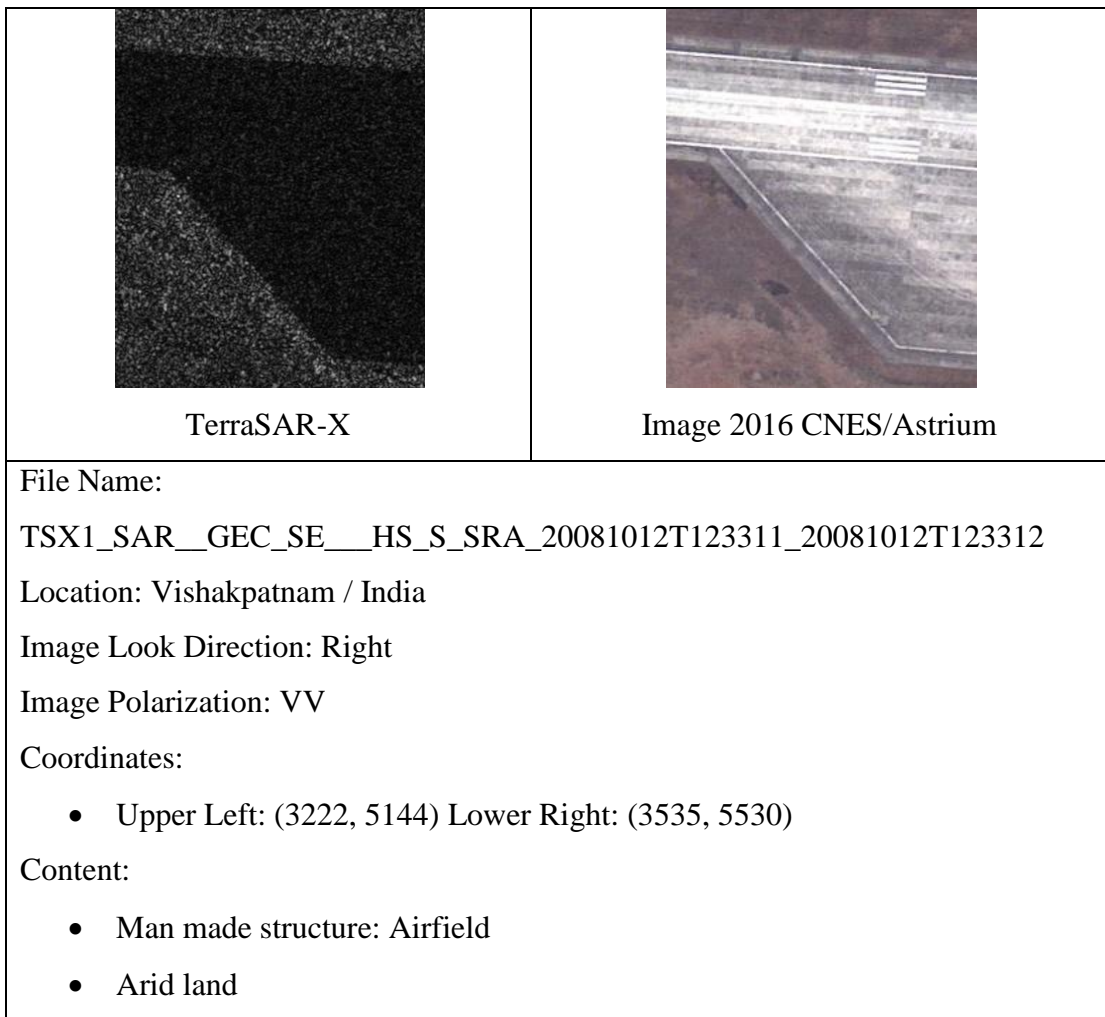 TerraSAR-X
Image 2016 CNES/Astrium
File Name:
TSX1_SAR__GEC_SE___HS_S_SRA_20081012T123311_20081012T123312
Location: Vishakpatnam / India
Image Look Direction: Right
Image Polarization: VV
Coordinates:
• Upper Left: (3222, 5144) Lower Right: (3535, 5530)
Content:
• Man made structure: Airfield
• Arid land